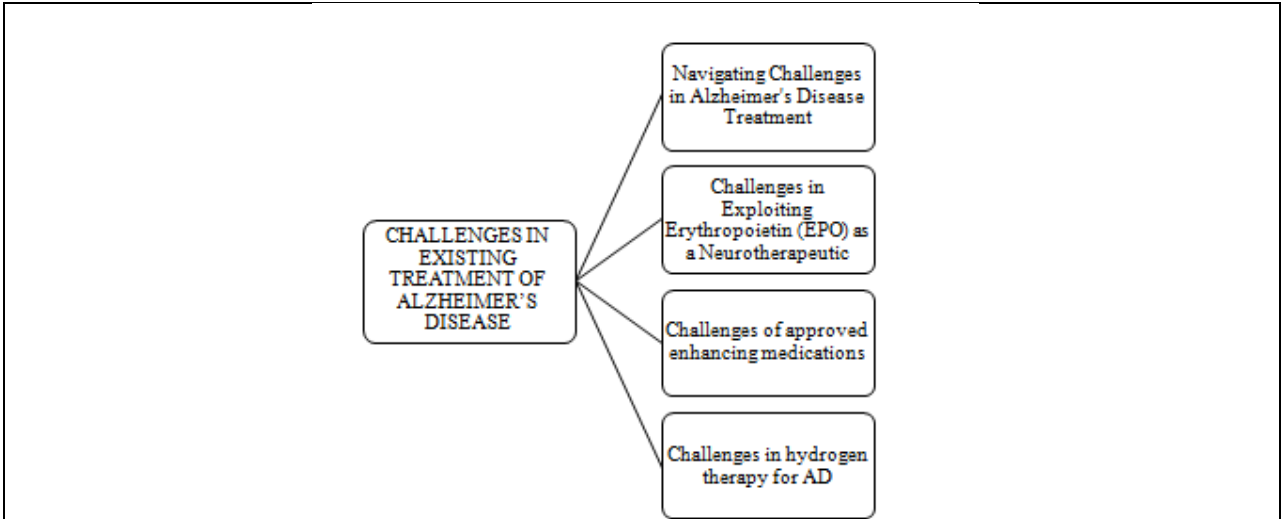 Navigating Challenges
in Alzheimer's Disease
Treatment
Challenges in
Exploiting
Erythropoietin (EPO) as
a Neurotherapeutic
CHALLENGES IN
EXISTING
TREATMENT OF
ALZHEIMER’S
DISEASE
Challenges of approved
enhancing medications
Challenges in hydrogen
therapy for AD